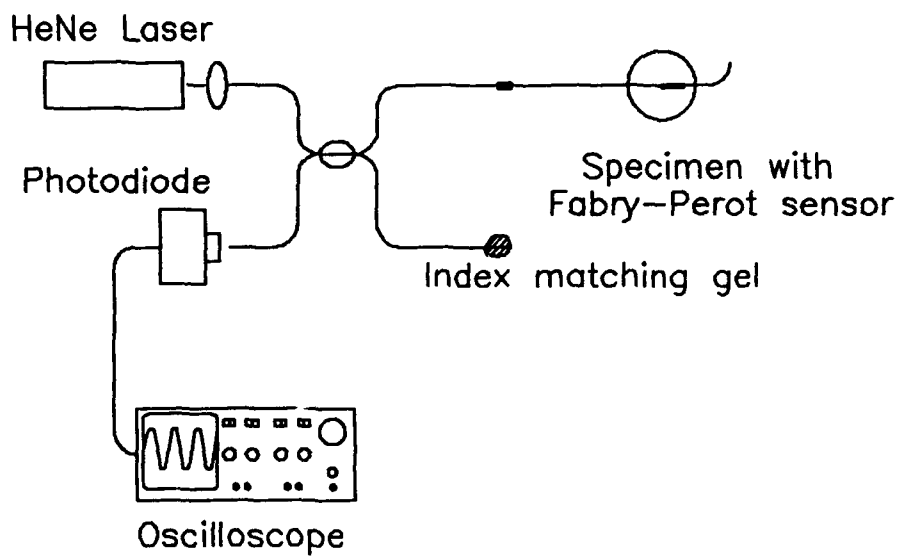 HeNe Laser
Photodiode
Specimen with
Fabry-Perot sensor
Index matching gel
Oscilloscope